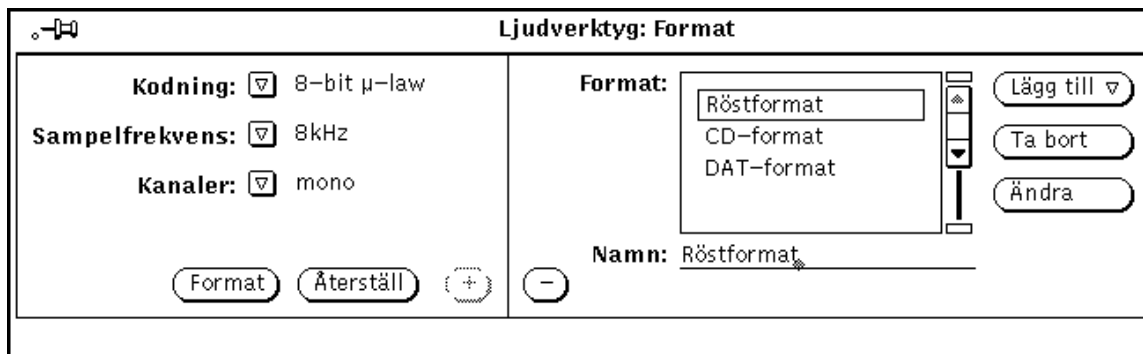 Ljudverktyg: Format
Kodning: 8-bit µ-law
Sampelfrekvens: 8kHz
Kanaler: mono
Format Återställ +
Format:
Röstformat
CD-format
DAT-format
Lägg till
Ta bort
Ändra
Namn: Röstformat
-